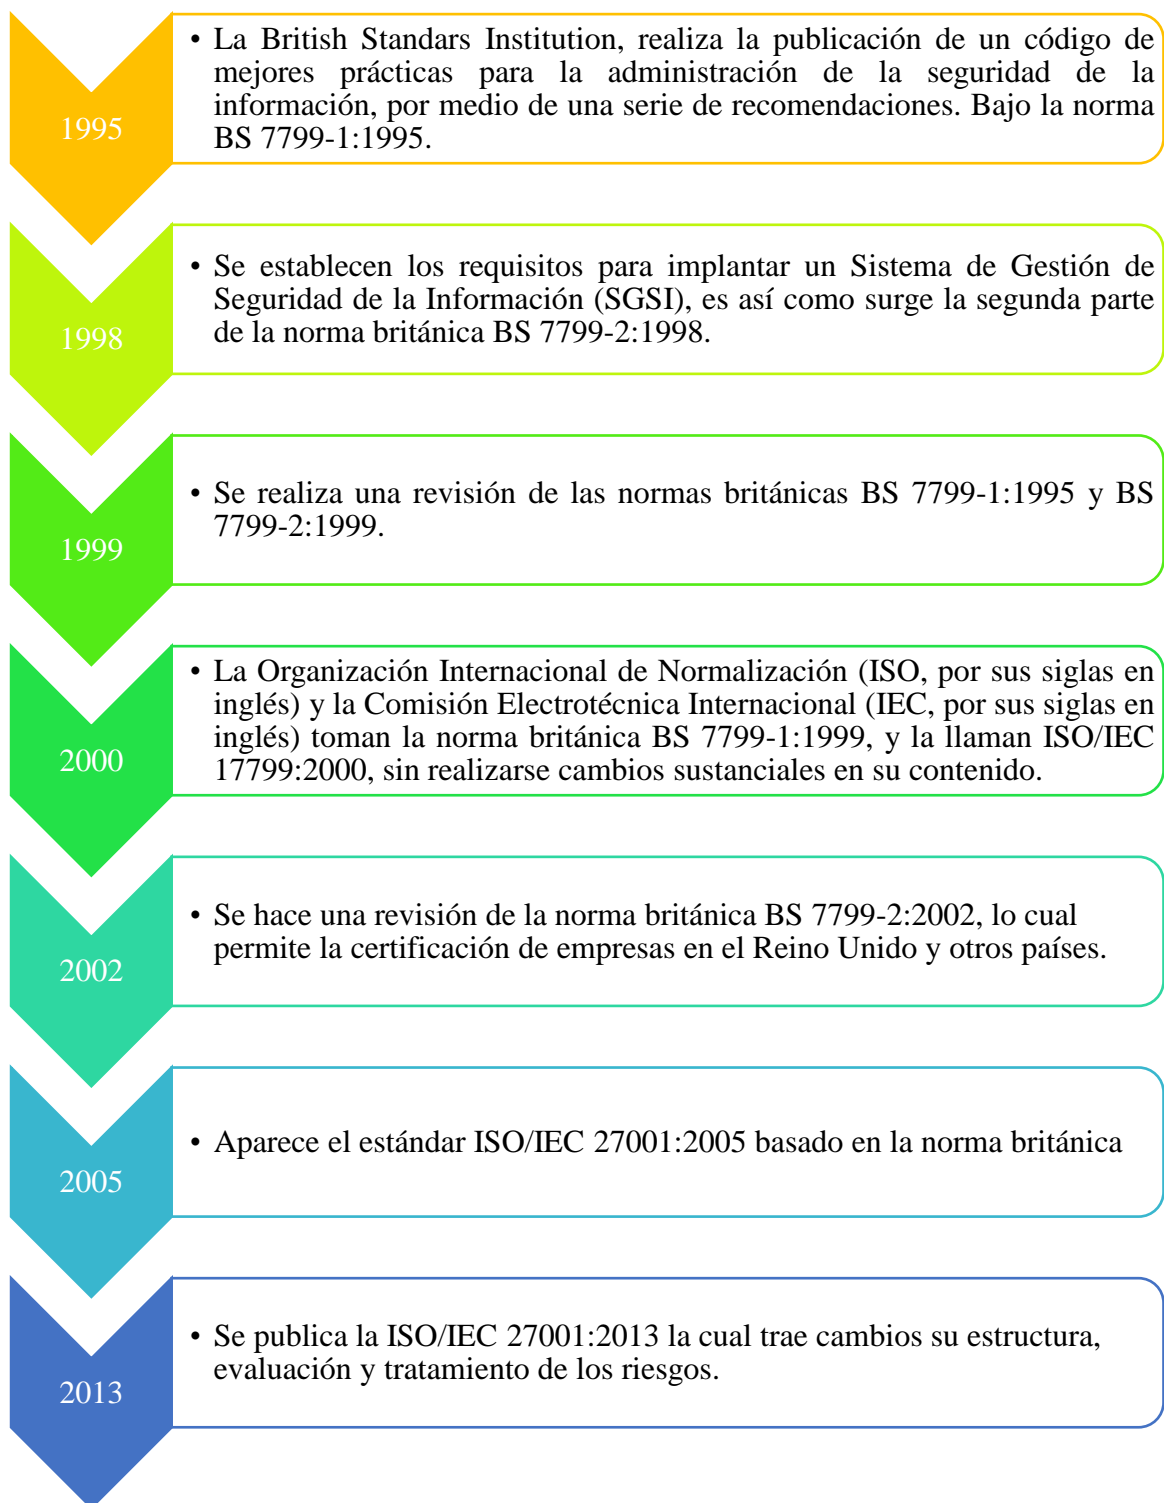 1995
• La British Standars Institution, realiza la publicación de un código de
mejores prácticas para la administración de la seguridad de la
información, por medio de una serie de recomendaciones. Bajo la norma
BS 7799-1:1995.
1998
• Se establecen los requisitos para implantar un Sistema de Gestión de
Seguridad de la Información (SGSI), es así como surge la segunda parte
de la norma británica BS 7799-2:1998.
1999
• Se realiza una revisión de las normas británicas BS 7799-1:1995 y BS
7799-2:1999.
2000
• La Organización Internacional de Normalización (ISO, por sus siglas en
inglés) y la Comisión Electrotécnica Internacional (IEC, por sus siglas en
inglés) toman la norma británica BS 7799-1:1999, y la llaman ISO/IEC
17799:2000, sin realizarse cambios sustanciales en su contenido.
2002
• Se hace una revisión de la norma británica BS 7799-2:2002, lo cual
permite la certificación de empresas en el Reino Unido y otros países.
2005
• Aparece el estándar ISO/IEC 27001:2005 basado en la norma británica
2013
• Se publica la ISO/IEC 27001:2013 la cual trae cambios su estructura,
evaluación y tratamiento de los riesgos.